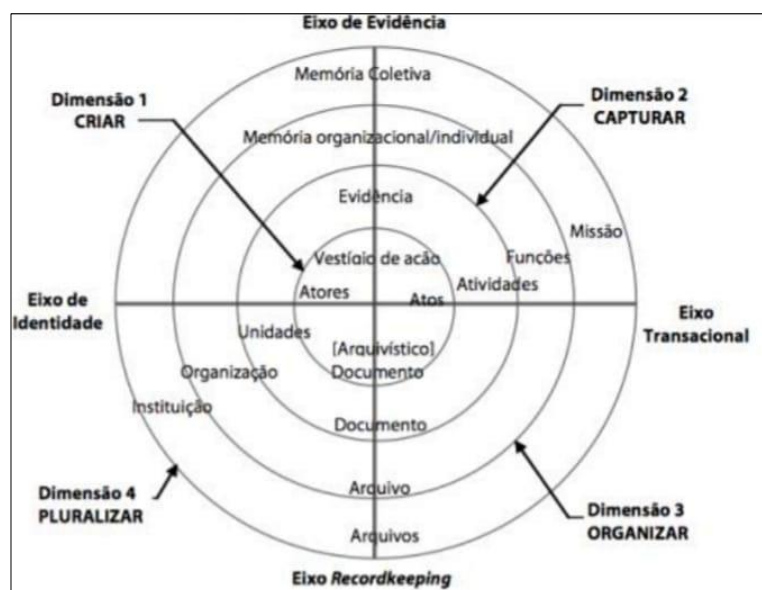 Eixo de Evidência
Memória Coletiva
Dimensão 1
CRIAR
Dimensão 2
CAPTURAR
Memória organizacional/individual
Evidência
Missão
Vestígio de acão
Funções
Atores
Atos
Atividades
Eixo de
Identidade
Eixo
Transacional
Unidades
[Arquivístico]
Documento
Organização
Instituição
Documento
Dimensão 4
PLURALIZAR
Arquivo
Dimensão 3
ORGANIZAR
Arquivos
Eixo Recordkeeping